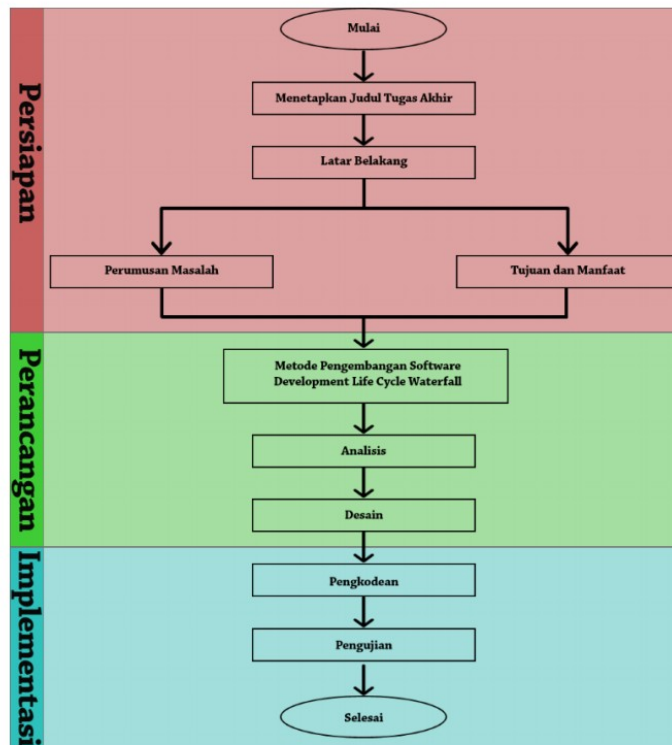 Persiapan
Mulai
Menetapkan Judul Tugas Akhir
Latar Belakang
Perumusan Masalah
Tujuan dan Manfaat
Perancangan
Metode Pengembangan Software
Development Life Cycle Waterfall
Analisis
Desain
Implementasi
Pengkodean
Pengujian
Selesai